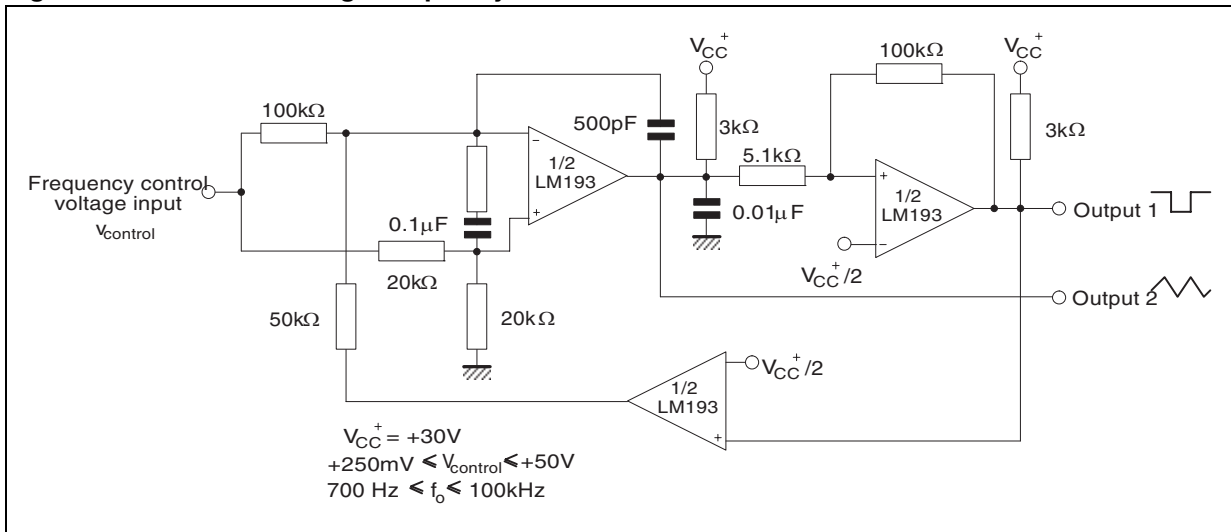 V_CC^+
100kΩ
V_CC^+
100kΩ
500pF
3kΩ
3kΩ
5.1kΩ
-
1/2
LM193
+
+
1/2
LM193
-
Frequency control
voltage input
v_control
0.1µF
0.01µF
Output 1
20kΩ
V_CC^+/2
Output 2
50kΩ
20kΩ
V_CC^+/2
1/2
LM193
+
V_CC^+ = +30V
+250mV ≤ V_control ≤ +50V
700 Hz ≤ f_o ≤ 100kHz